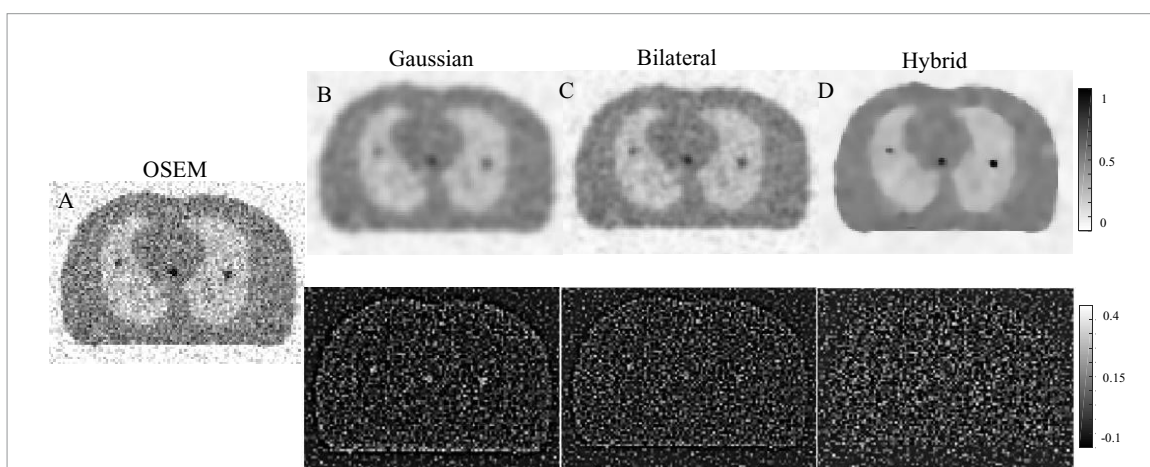 Gaussian
Bilateral
Hybrid
B
C
D
1
0.5
0
OSEM
A
0.4
0.15
-0.1